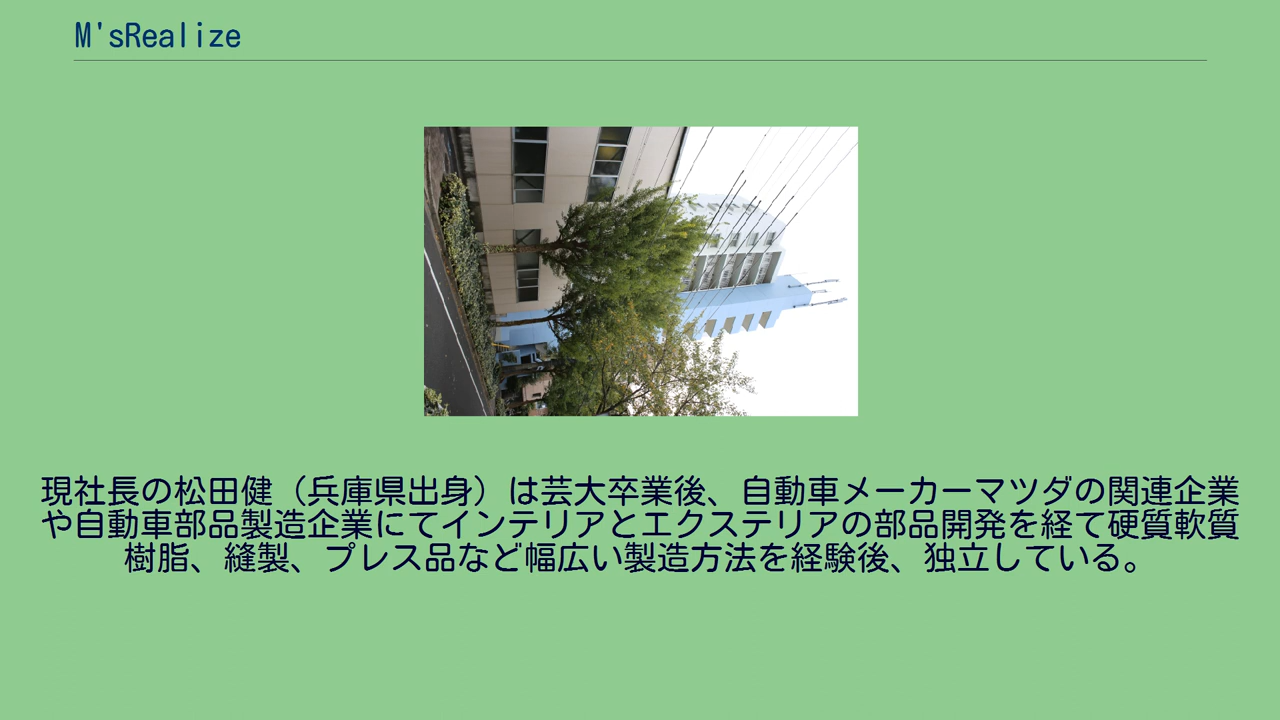 M'sRealize
現社長の松田健（兵庫県出身）は芸大卒業後、自動車メーカーマツダの関連企業
や自動車部品製造企業にてインテリアとエクステリアの部品開発を経て硬質軟質
樹脂、縫製、プレス品など幅広い製造方法を経験後、独立している。